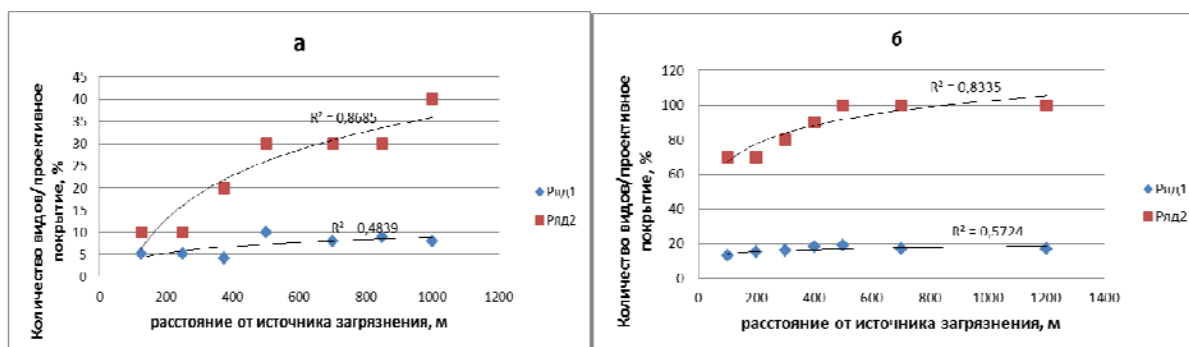 а
Количество видов/проективное
покрытие, %
45
40
35
30
25
20
15
10
5
0
R² = 0,8685
R² = 0,4839
0 200 400 600 800 1000 1200
расстояние от источника загрязнения, м
Ряд1
Ряд2
б
Количество видов/проективное
покрытие, %
120
100
80
60
40
20
0
R² = 0,8335
R² = 0,5724
0 200 400 600 800 1000 1200 1400
расстояние от источника загрязнения, м
Ряд1
Ряд2